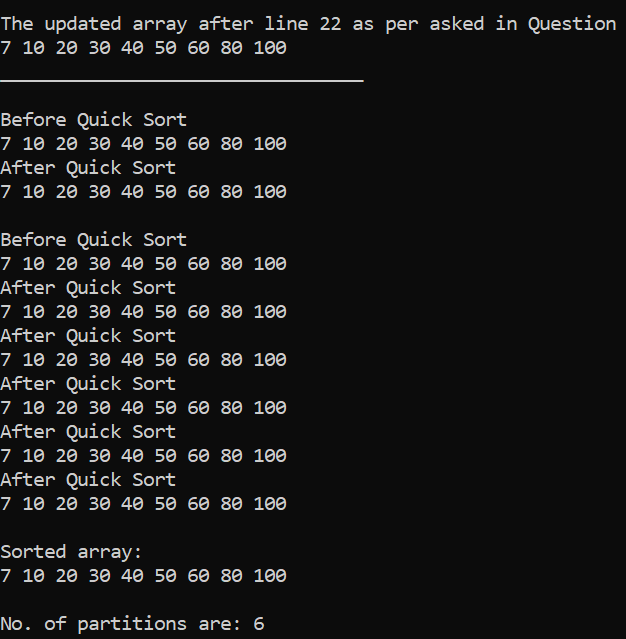 The updated array after line 22 as per asked in Question
7 10 20 30 40 50 60 80 100
_________________________________
Before Quick Sort
7 10 20 30 40 50 60 80 100
After Quick Sort
7 10 20 30 40 50 60 80 100
Before Quick Sort
7 10 20 30 40 50 60 80 100
After Quick Sort
7 10 20 30 40 50 60 80 100
After Quick Sort
7 10 20 30 40 50 60 80 100
After Quick Sort
7 10 20 30 40 50 60 80 100
After Quick Sort
7 10 20 30 40 50 60 80 100
After Quick Sort
7 10 20 30 40 50 60 80 100
Sorted array:
7 10 20 30 40 50 60 80 100
No. of partitions are: 6